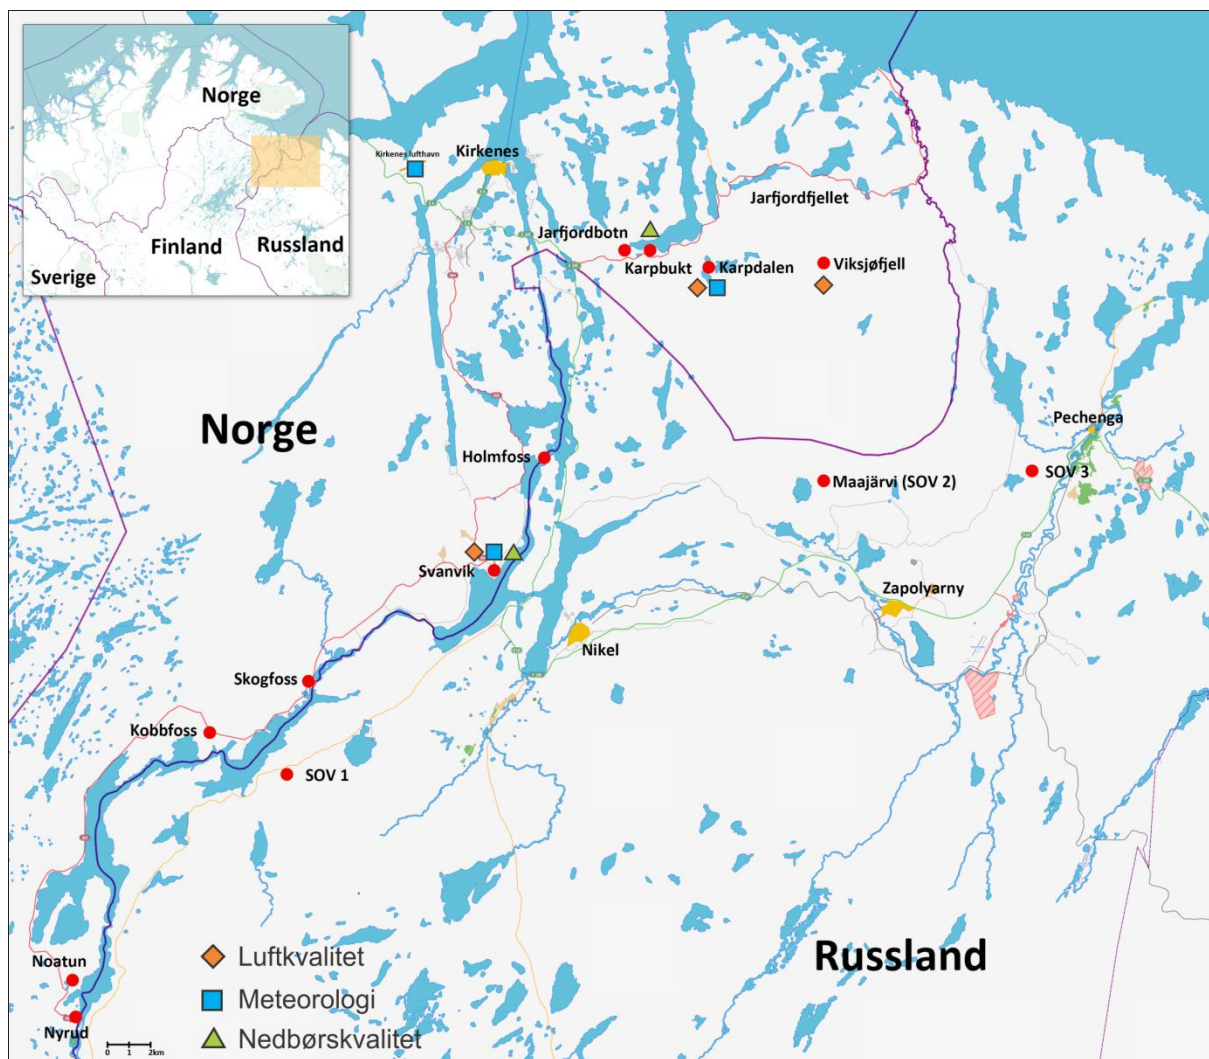 Norge
Finland
Russland
Sverige
Kirkenes lufthavn
Kirkenes
Jarfjordfjellet
Jarfjordbotn
Karpbukt
Karpdalen
Viksjøfjell
Norge
Pechenga
Holmfoss
Maajärvi (SOV 2)
SOV 3
Svanvik
Zapolyarny
Nikel
Skogfoss
Kobbfoss
SOV 1
Russland
Noatun
Nyrud
0 1 2km
Luftkvalitet
Meteorologi
Nedbørskvalitet